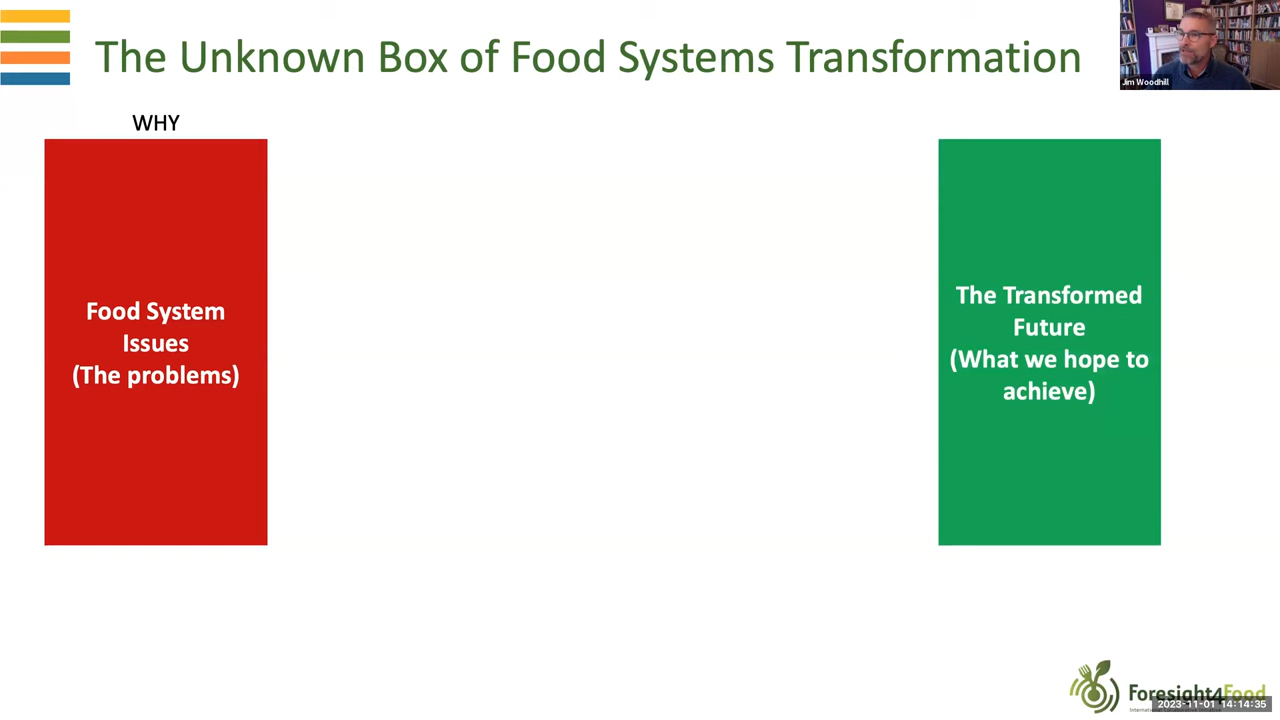 The Unknown Box of Food Systems Transformation
Jim Woodhill
WHY
Food System
Issues
(The problems)
The Transformed
Future
(What we hope to
achieve)
Foresight4Food
2023-11-01 14:14:35